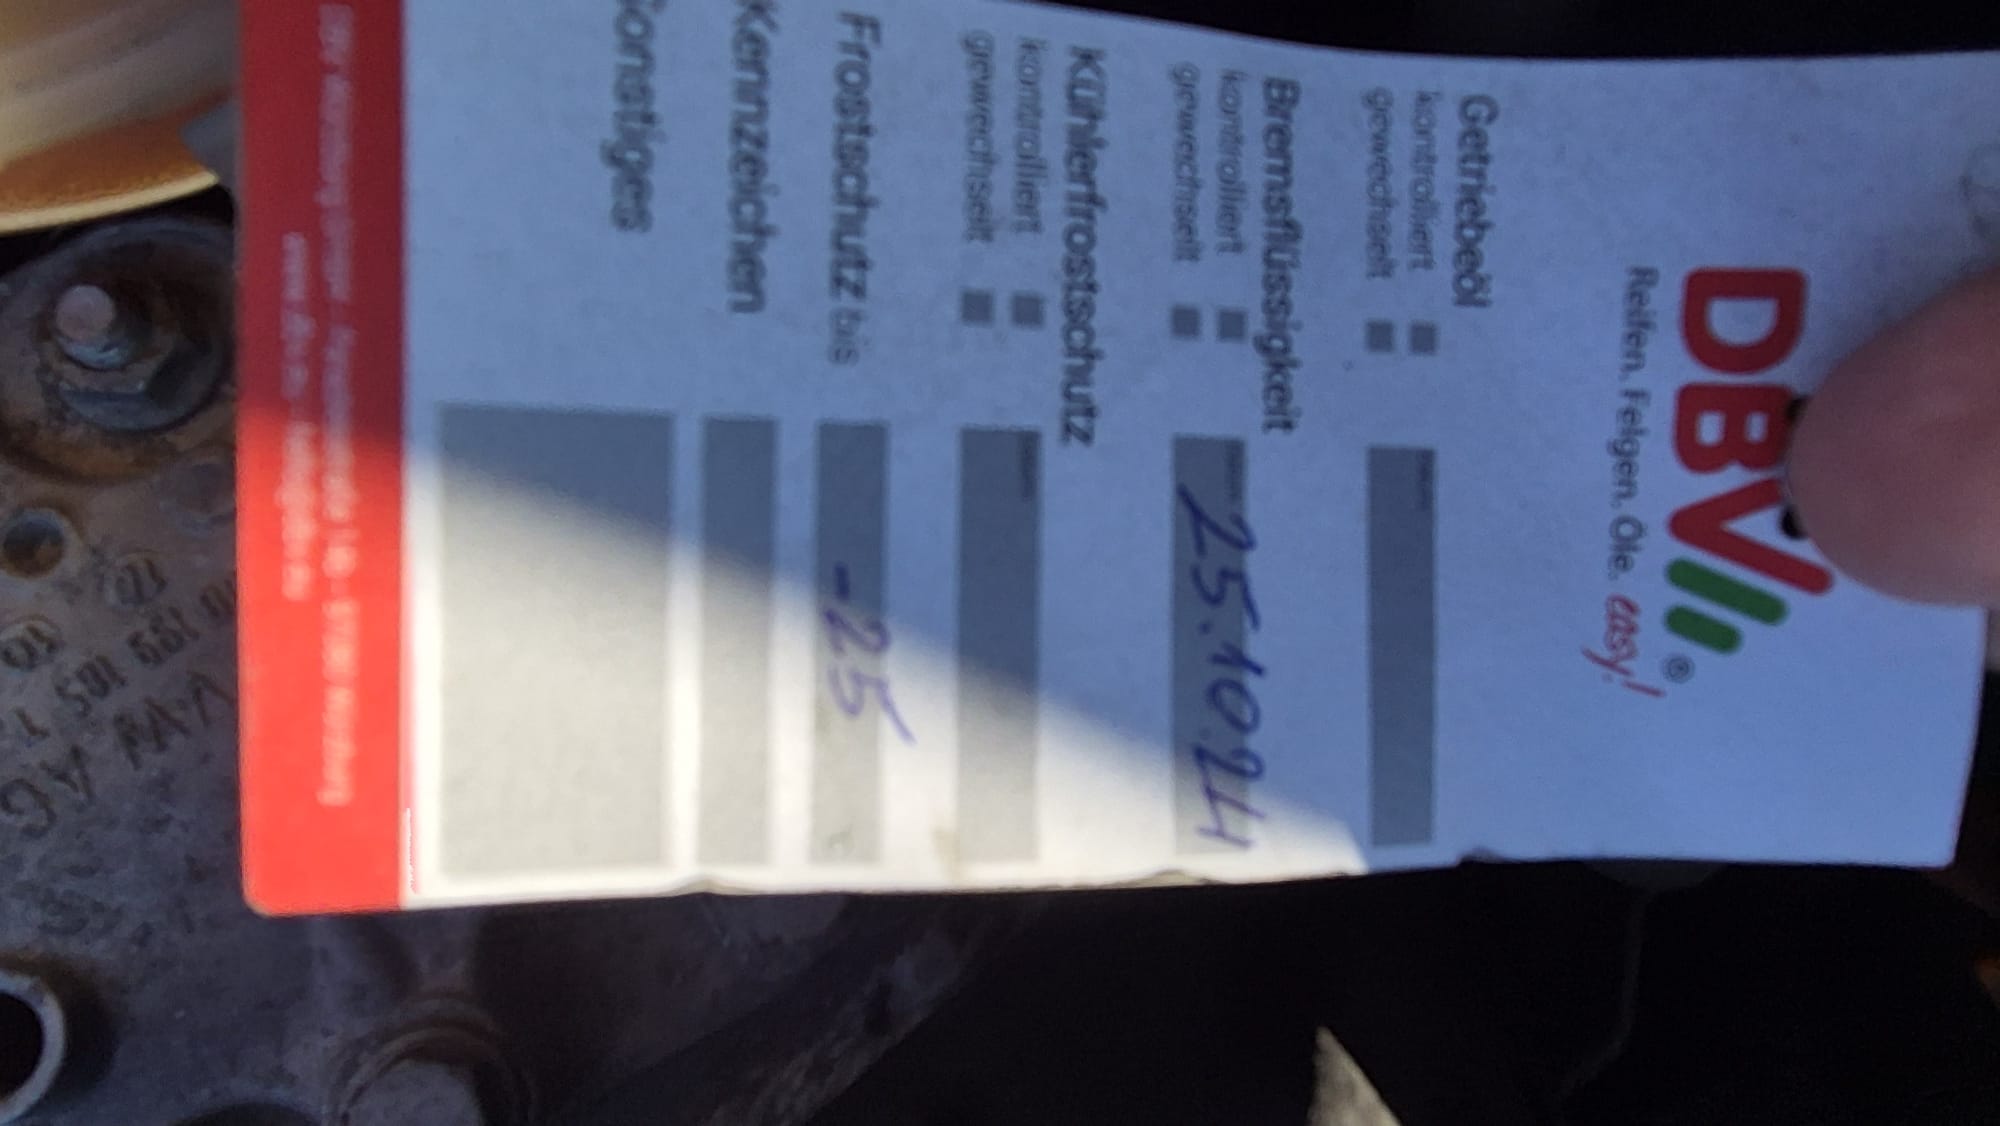 DBV®
Reifen. Felgen. Öle. easy!
Getriebeöl
kontrolliert
gewechselt
Bremsflüssigkeit
kontrolliert
gewechselt
25.10.24
Kühlerfrostschutz
kontrolliert
gewechselt
Frostschutz bis
-25
Kennzeichen
Sonstiges